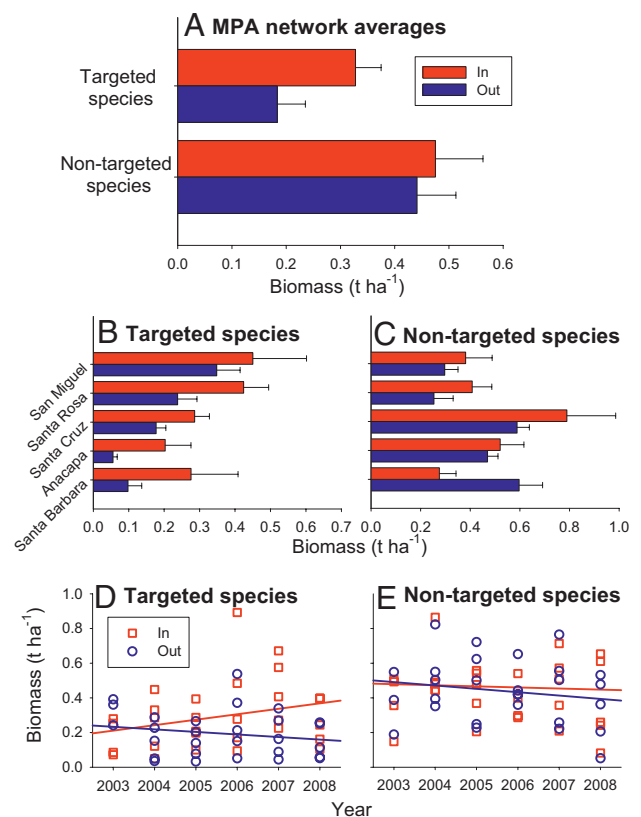 A MPA network averages
Targeted
species
Non-targeted
species
In
Out
0.0 0.1 0.2 0.3 0.4 0.5 0.6
Biomass (t ha⁻¹)
B Targeted species
C Non-targeted species
San Miguel
Santa Rosa
Santa Cruz
Anacapa
Santa Barbara
0.0 0.1 0.2 0.3 0.4 0.5 0.6 0.7
0.0 0.2 0.4 0.6 0.8 1.0
Biomass (t ha⁻¹)
D Targeted species
E Non-targeted species
In
Out
Biomass (t ha⁻¹)
1.0
0.8
0.6
0.4
0.2
0.0
2003 2004 2005 2006 2007 2008
2003 2004 2005 2006 2007 2008
Year